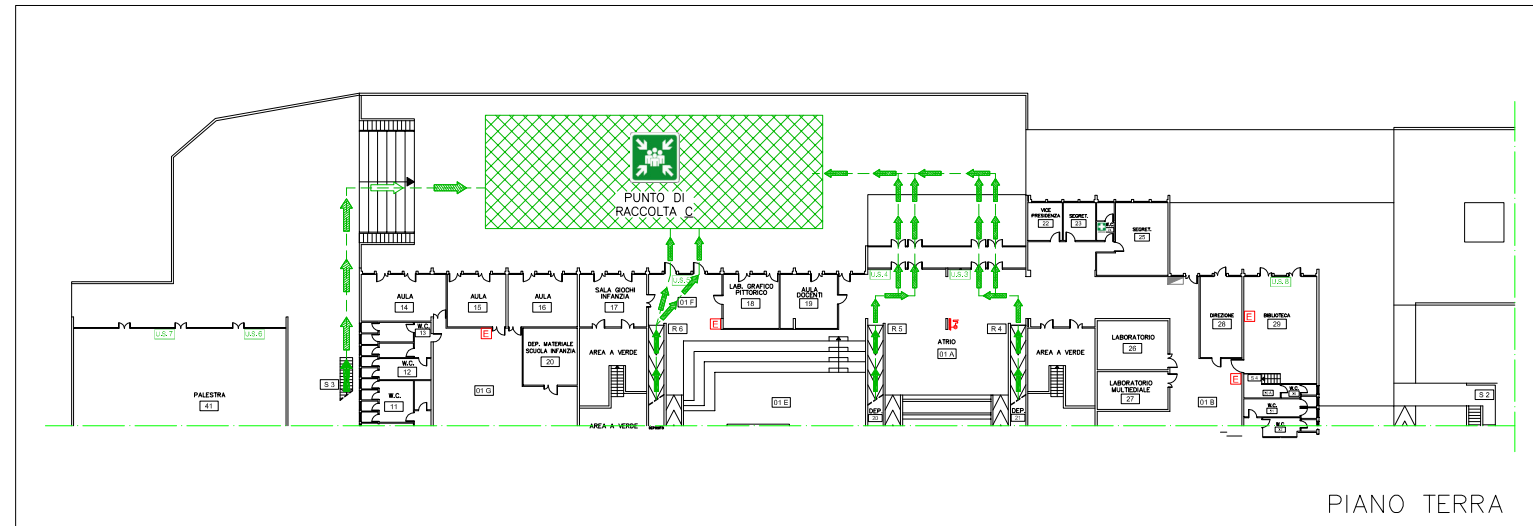 PUNTO DI
RACCOLTA C
VICE
PRESIDENZA
22
SEGRET.
23
W.C.
SEGRET.
25
U.S. 7
U.S. 6
PALESTRA
41
S 3
AULA
14
AULA
15
AULA
16
SALA GIOCHI
INFANZIA
17
U.S.
01 F
LAB. GRAFICO
PITTORICO
18
AULA
DOCENTI
19
U.S. 4
U.S. 3
U.S. 8
W.C.
13
W.C.
12
W.C.
11
E
01 G
DEP. MATERIALE
SCUOLA INFANZIA
20
AREA A VERDE
AREA A VERDE
R 6
E
DEPOSITO
01 E
R 5
ATRIO
01 A
R 4
DEP.
DEP.
AREA A VERDE
LABORATORIO
26
LABORATORIO
MULTIEDIALE
27
DIREZIONE
28
E
BIBLIOTECA
29
E
S 4
01 B
W.C.
W.C.
W.C.
S 2
PIANO TERRA